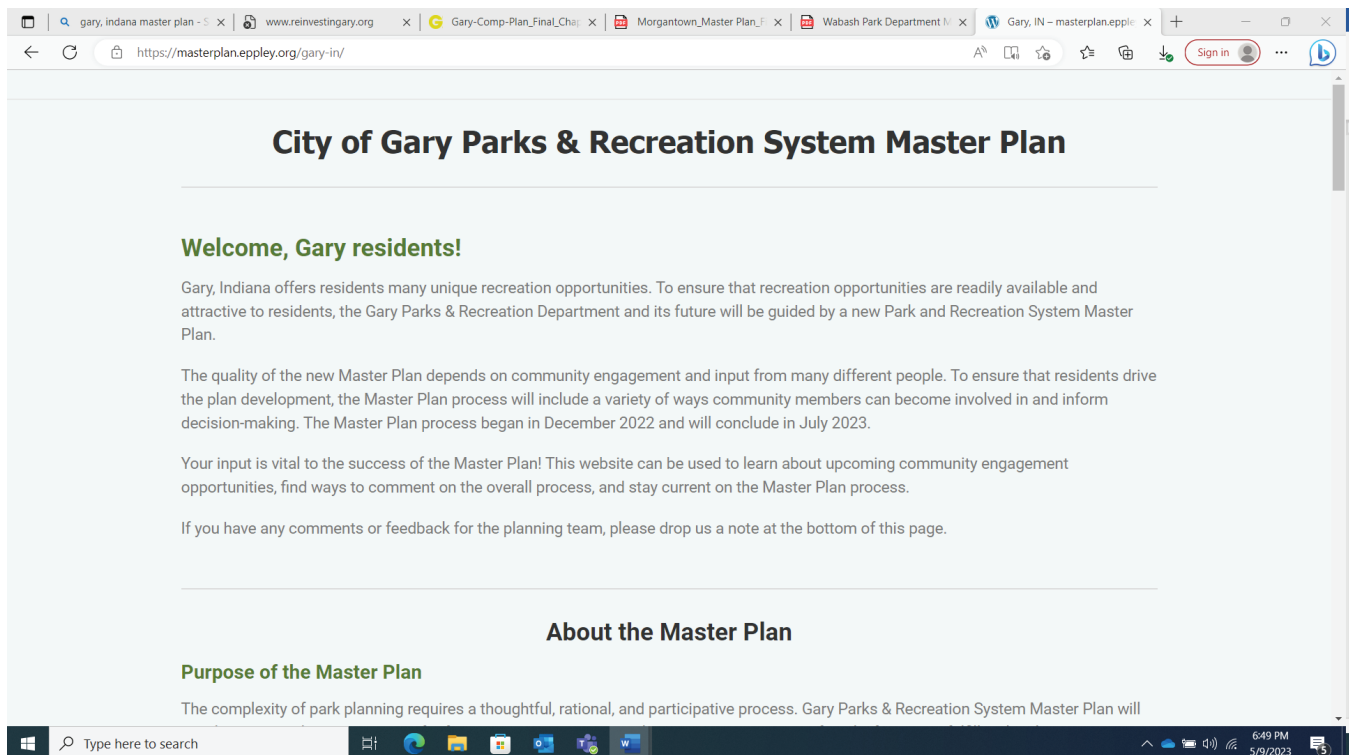 gary, indana master plan - S
www.reinvestingary.org
Gary-Comp-Plan_Final_Chap
Morgantown_Master Plan_F
Wabash Park Department M
Gary, IN – masterplan.epple
https://masterplan.eppley.org/gary-in/
Sign in
City of Gary Parks & Recreation System Master Plan
Welcome, Gary residents!
Gary, Indiana offers residents many unique recreation opportunities. To ensure that recreation opportunities are readily available and
attractive to residents, the Gary Parks & Recreation Department and its future will be guided by a new Park and Recreation System Master
Plan.
The quality of the new Master Plan depends on community engagement and input from many different people. To ensure that residents drive
the plan development, the Master Plan process will include a variety of ways community members can become involved in and inform
decision-making. The Master Plan process began in December 2022 and will conclude in July 2023.
Your input is vital to the success of the Master Plan! This website can be used to learn about upcoming community engagement
opportunities, find ways to comment on the overall process, and stay current on the Master Plan process.
If you have any comments or feedback for the planning team, please drop us a note at the bottom of this page.
About the Master Plan
Purpose of the Master Plan
The complexity of park planning requires a thoughtful, rational, and participative process. Gary Parks & Recreation System Master Plan will
Type here to search
6:49 PM
5/9/2023